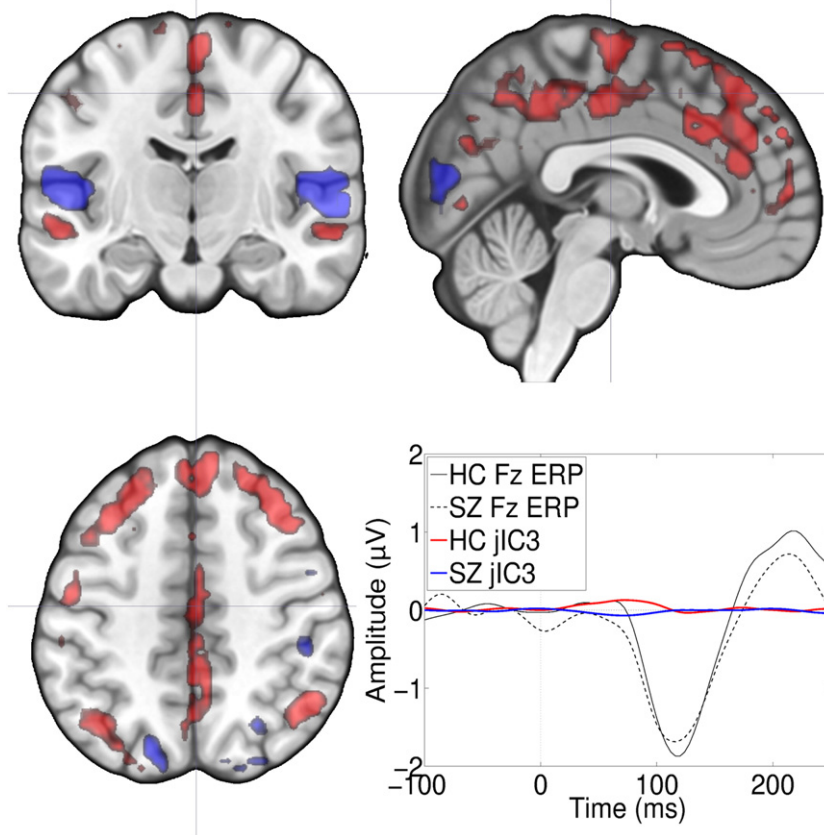 2
HC Fz ERP
SZ Fz ERP
HC jIC3
SZ jIC3
1
0
−1
−2
Amplitude (µV)
−100 0 100 200
Time (ms)